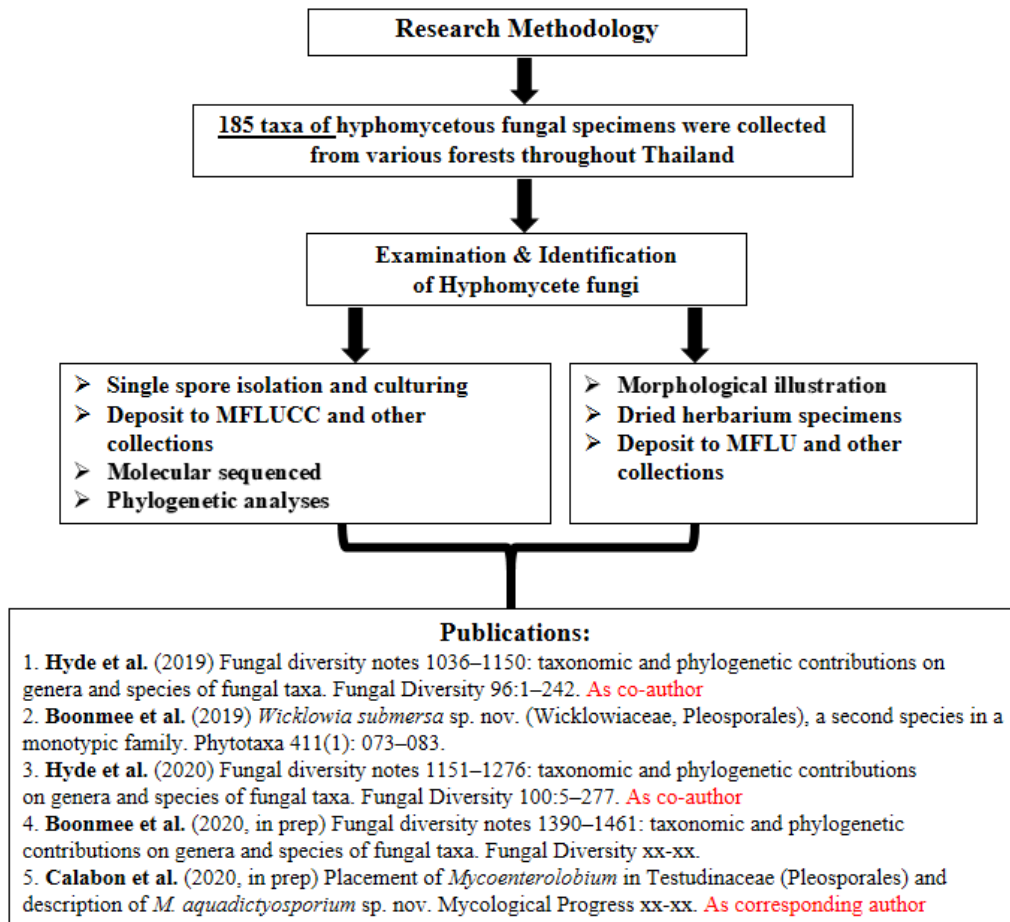 Research Methodology
185 taxa of hyphomycetous fungal specimens were collected
from various forests throughout Thailand
Examination & Identification
of Hyphomycete fungi
➢ Single spore isolation and culturing
➢ Deposit to MFLUCC and other
collections
➢ Molecular sequenced
➢ Phylogenetic analyses
➢ Morphological illustration
➢ Dried herbarium specimens
➢ Deposit to MFLU and other
collections
Publications:
1. Hyde et al. (2019) Fungal diversity notes 1036–1150: taxonomic and phylogenetic contributions on
genera and species of fungal taxa. Fungal Diversity 96:1–242. As co-author
2. Boonmee et al. (2019) Wicklowia submersa sp. nov. (Wicklowiaceae, Pleosporales), a second species in a
monotypic family. Phytotaxa 411(1): 073–083.
3. Hyde et al. (2020) Fungal diversity notes 1151–1276: taxonomic and phylogenetic contributions
on genera and species of fungal taxa. Fungal Diversity 100:5–277. As co-author
4. Boonmee et al. (2020, in prep) Fungal diversity notes 1390–1461: taxonomic and phylogenetic
contributions on genera and species of fungal taxa. Fungal Diversity xx-xx.
5. Calabon et al. (2020, in prep) Placement of Mycoenterolobium in Testudinaceae (Pleosporales) and
description of M. aquadictyosporium sp. nov. Mycological Progress xx-xx. As corresponding author